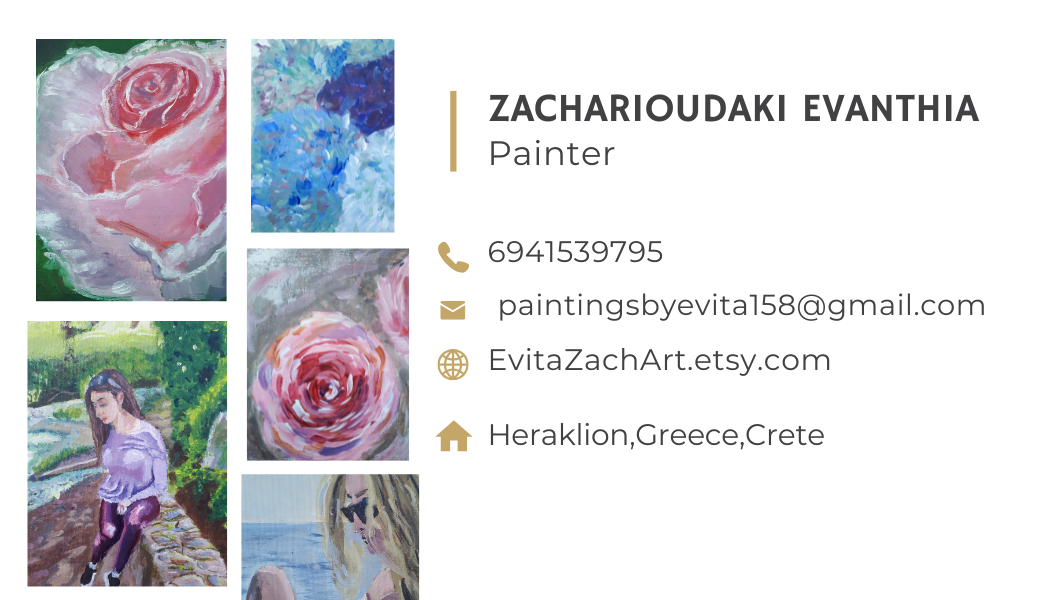 ZACHARIOUDAKI EVANTHIA
Painter
6941539795
paintingsbyevita158@gmail.com
EvitaZachArt.etsy.com
Heraklion,Greece,Crete